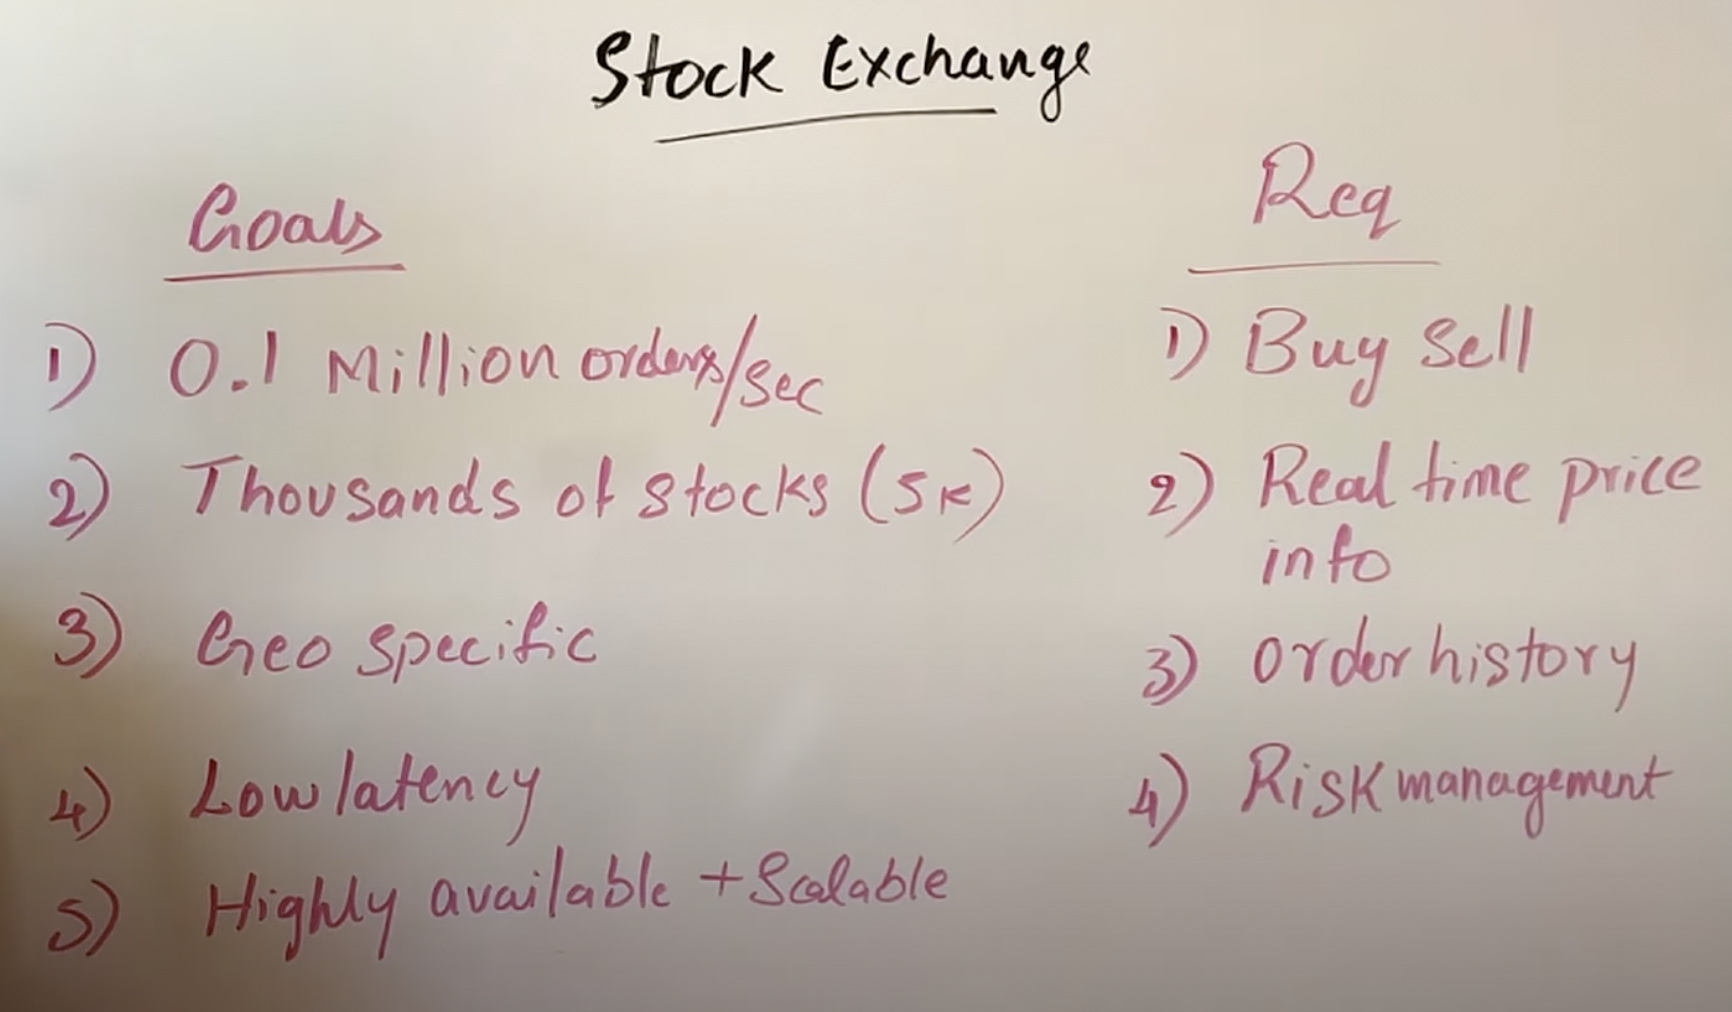 Stock Exchange
Goals
1) 0.1 Million orders/sec
2) Thousands of stocks (5K)
3) Geo specific
4) Low latency
5) Highly available + Scalable
Req
1) Buy Sell
2) Real time price
info
3) order history
4) Risk management